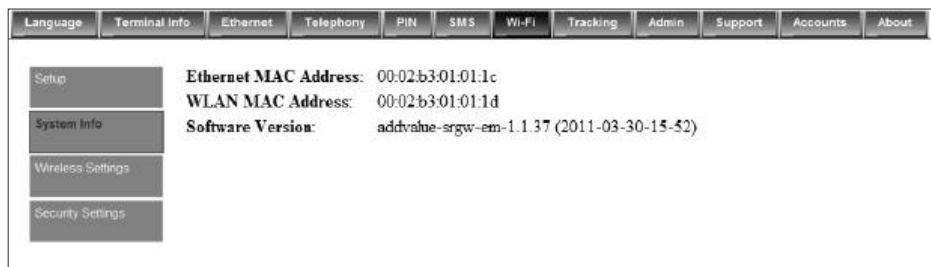 Language Terminal Info Ethernet Telephony PIN SMS Wi-Fi Tracking Admin Support Accounts About
Setup
System Info
Wireless Settings
Security Settings
Ethernet MAC Address: 00:02:b3:01:01:1c
WLAN MAC Address: 00:02:b3:01:01:1d
Software Version: addvalue-srgw-em-1.1.37 (2011-03-30-15-52)